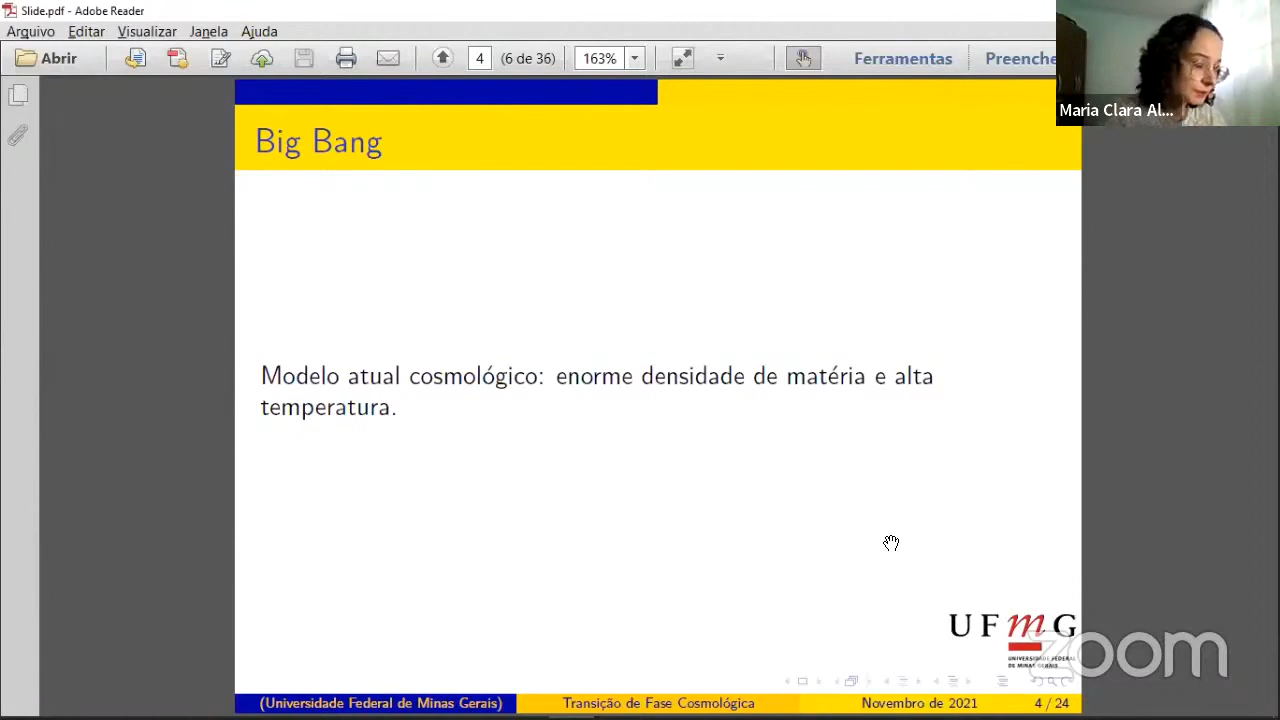 Slide.pdf - Adobe Reader
Arquivo Editar Visualizar Janela Ajuda
Abrir 4 (6 de 36) 163% Ferramentas Preenche
Maria Clara Al...
Big Bang
Modelo atual cosmológico: enorme densidade de matéria e alta
temperatura.
UFmG
UNIVERSIDADE FEDERAL
DE MINAS GERAIS
zoom
(Universidade Federal de Minas Gerais) Transição de Fase Cosmológica Novembro de 2021 4 / 24